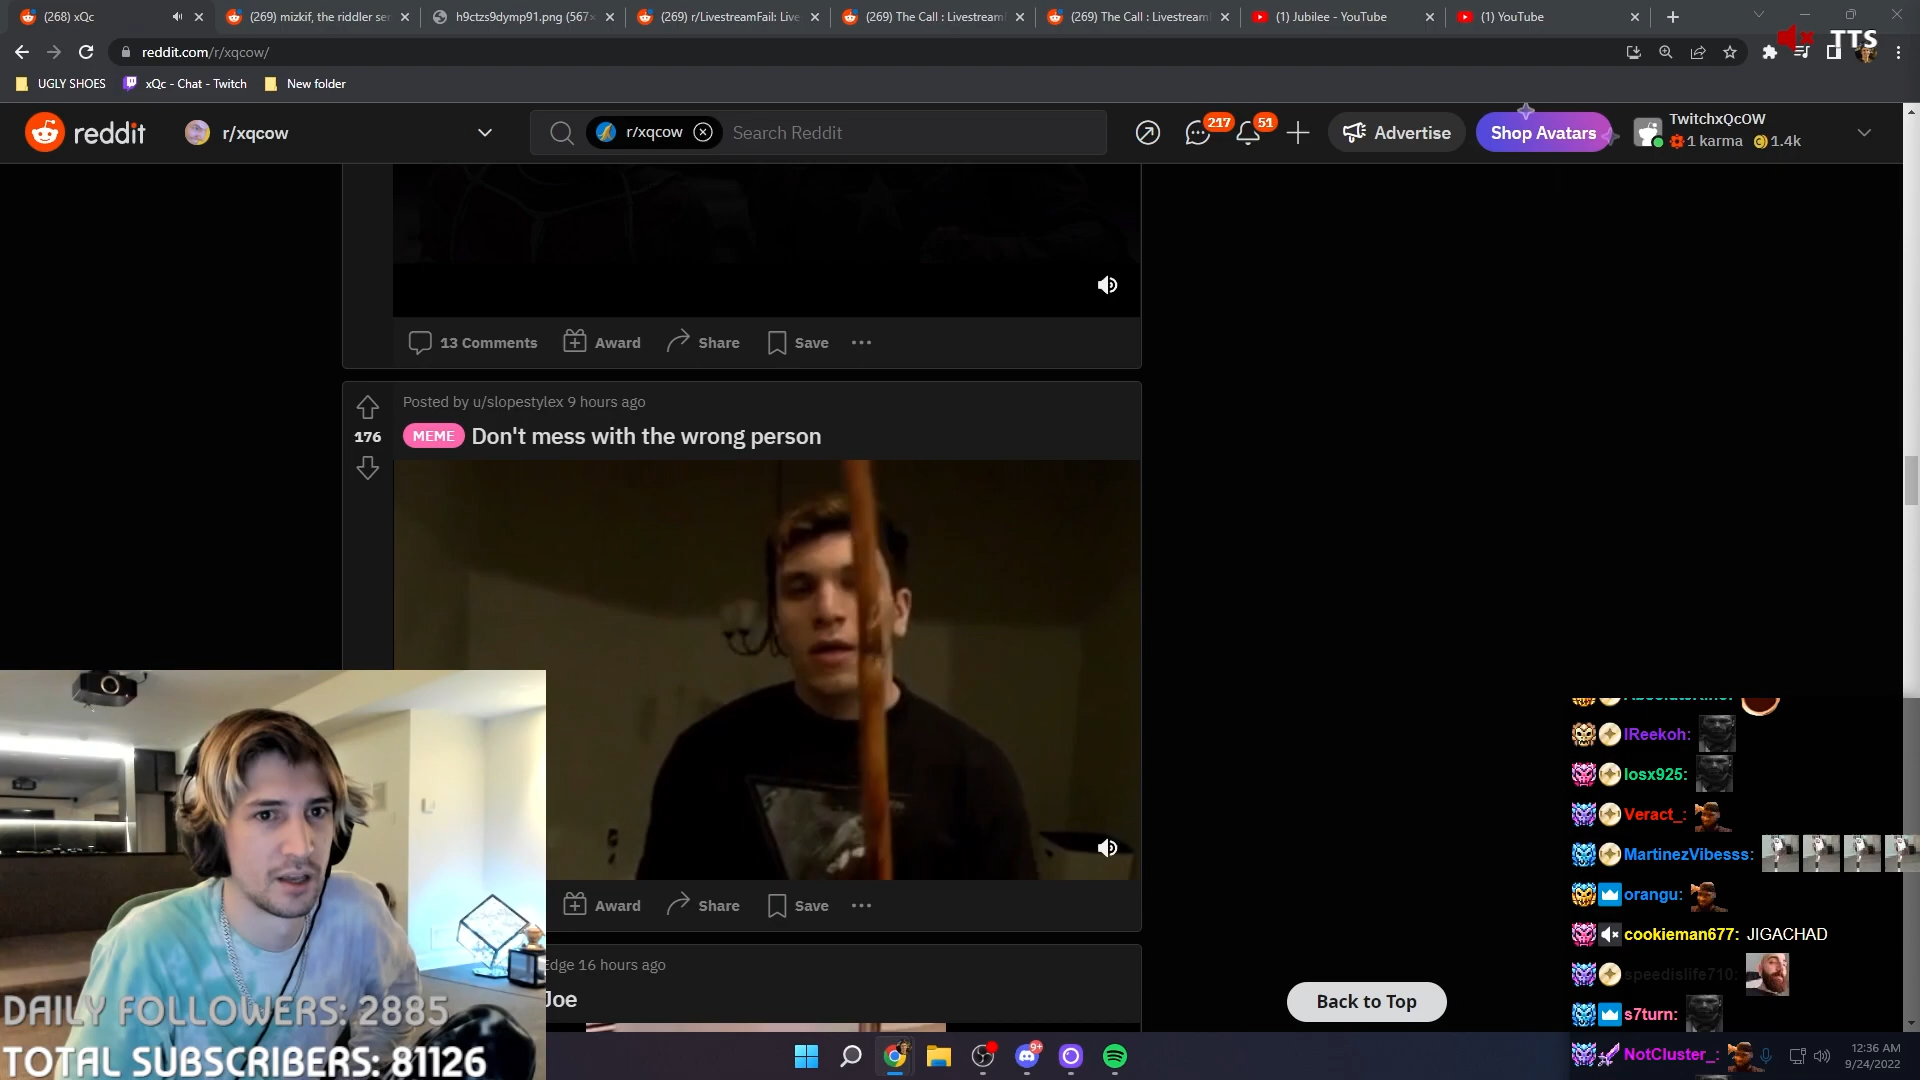 (268) xQc
(269) mizkif, the riddler ser
h9ctzs9dymp91.png (567×
(269) r/LivestreamFail: Live
(269) The Call : Livestream
(269) The Call : Livestream
(1) Jubilee - YouTube
(1) YouTube
reddit.com/r/xqcow/
TTS
UGLY SHOES
xQc - Chat - Twitch
New folder
reddit
r/xqcow
r/xqcow
Search Reddit
217
51
Advertise
Shop Avatars
TwitchxQcOW
1 karma
1.4k
13 Comments
Award
Share
Save
Posted by u/slopestylex 9 hours ago
176
MEME Don't mess with the wrong person
Award
Share
Save
Edge 16 hours ago
Joe
Back to Top
IReekoh:
losx925:
Veract_:
MartinezVibesss:
orangu:
cookieman677: JIGACHAD
speedislife710:
s7turn:
NotCluster_:
DAILY FOLLOWERS: 2885
TOTAL SUBSCRIBERS: 81126
9+
12:36 AM
9/24/2022